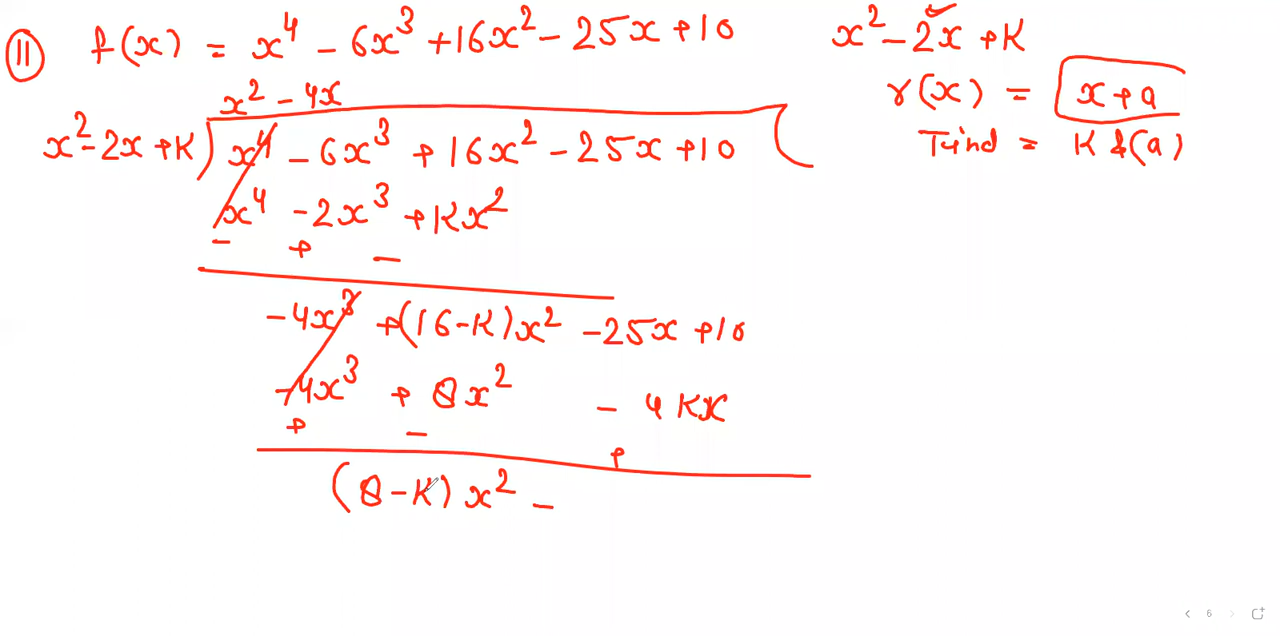 11 f(x) = x⁴ - 6x³ + 16x² - 25x + 10 x² - 2x + K
r(x) = x + a
Find = K & (a)
x² - 4x
x² - 2x + K) x⁴ - 6x³ + 16x² - 25x + 10 (
x⁴ - 2x³ + Kx²
- + -
-4x³ + (16-K)x² - 25x + 10
-4x³ + 8x² - 4Kx
+ - +
(8-K)x² -
6